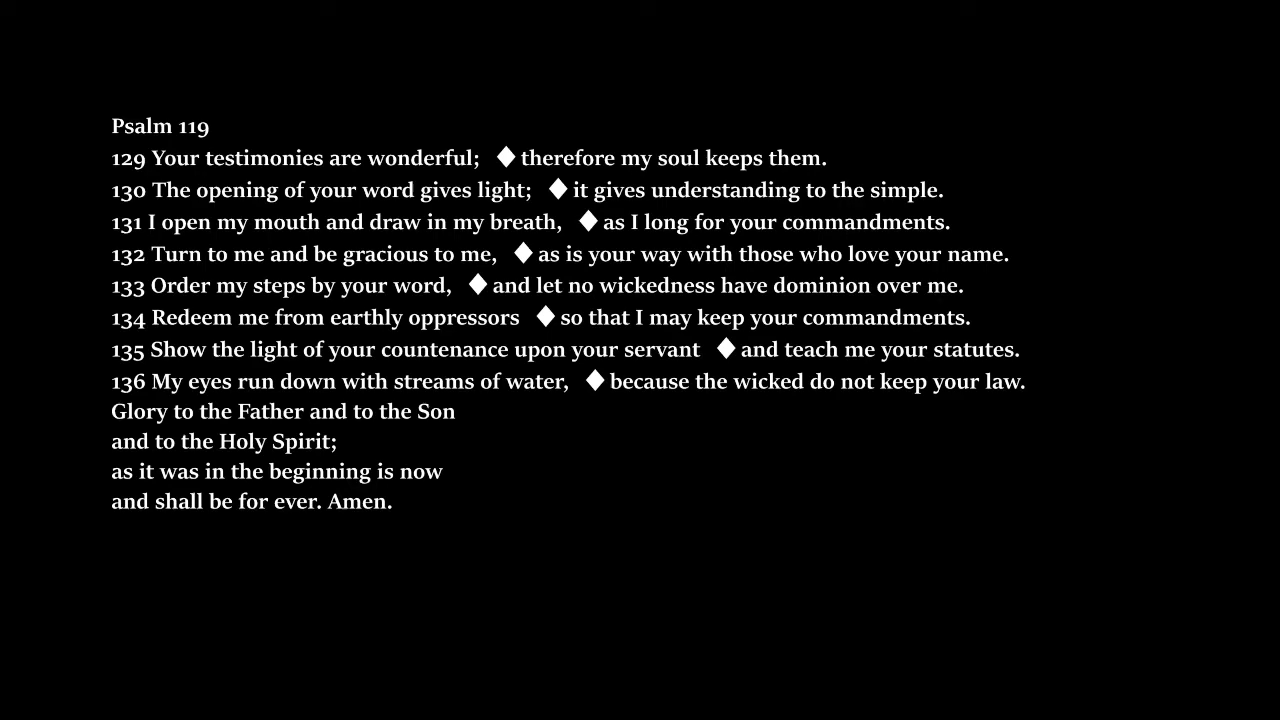 Psalm 119
129 Your testimonies are wonderful; ♦ therefore my soul keeps them.
130 The opening of your word gives light; ♦ it gives understanding to the simple.
131 I open my mouth and draw in my breath, ♦ as I long for your commandments.
132 Turn to me and be gracious to me, ♦ as is your way with those who love your name.
133 Order my steps by your word, ♦ and let no wickedness have dominion over me.
134 Redeem me from earthly oppressors ♦ so that I may keep your commandments.
135 Show the light of your countenance upon your servant ♦ and teach me your statutes.
136 My eyes run down with streams of water, ♦ because the wicked do not keep your law.
Glory to the Father and to the Son
and to the Holy Spirit;
as it was in the beginning is now
and shall be for ever. Amen.